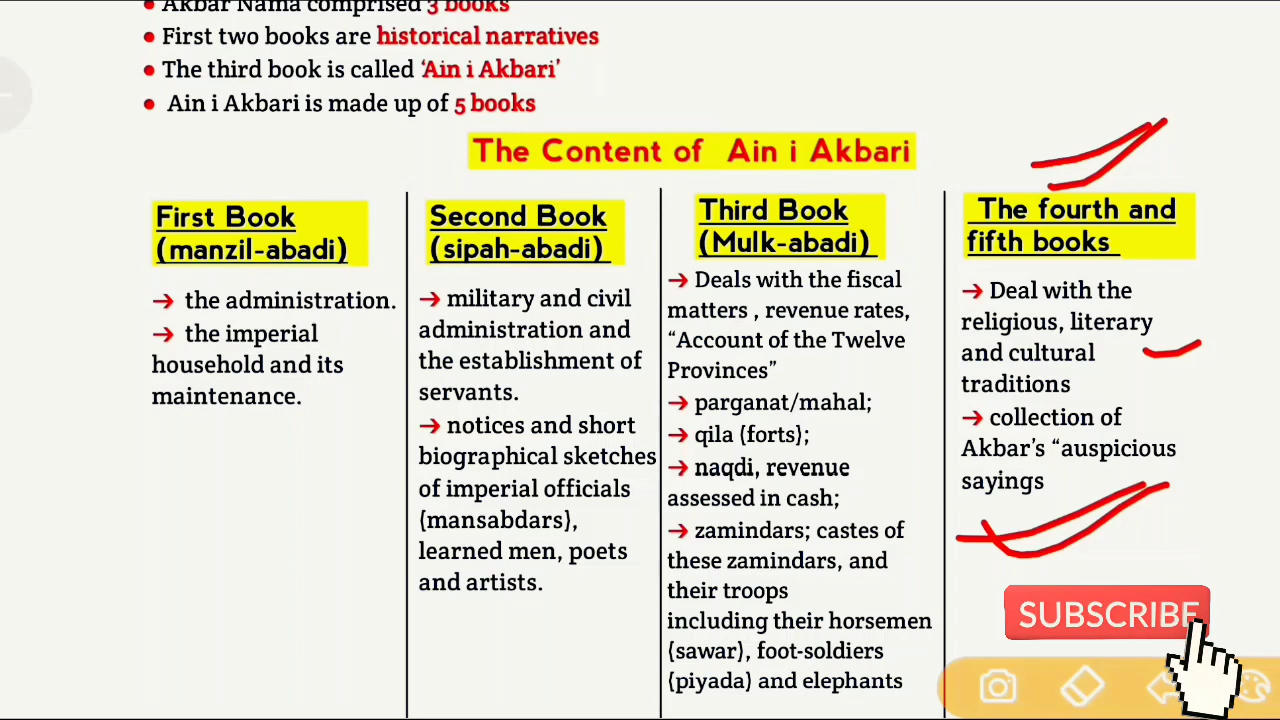 • Akbar Nama comprised 3 books
• First two books are historical narratives
• The third book is called ‘Ain i Akbari’
• Ain i Akbari is made up of 5 books
The Content of Ain i Akbari
First Book
(manzil-abadi)
→ the administration.
→ the imperial
household and its
maintenance.
Second Book
(sipah-abadi)
→ military and civil
administration and
the establishment of
servants.
→ notices and short
biographical sketches
of imperial officials
(mansabdars),
learned men, poets
and artists.
Third Book
(Mulk-abadi)
→ Deals with the fiscal
matters , revenue rates,
“Account of the Twelve
Provinces”
→ parganat/mahal;
→ qila (forts);
→ naqdi, revenue
assessed in cash;
→ zamindars; castes of
these zamindars, and
their troops
including their horsemen
(sawar), foot-soldiers
(piyada) and elephants
The fourth and
fifth books
→ Deal with the
religious, literary
and cultural
traditions
→ collection of
Akbar’s “auspicious
sayings
SUBSCRIBE